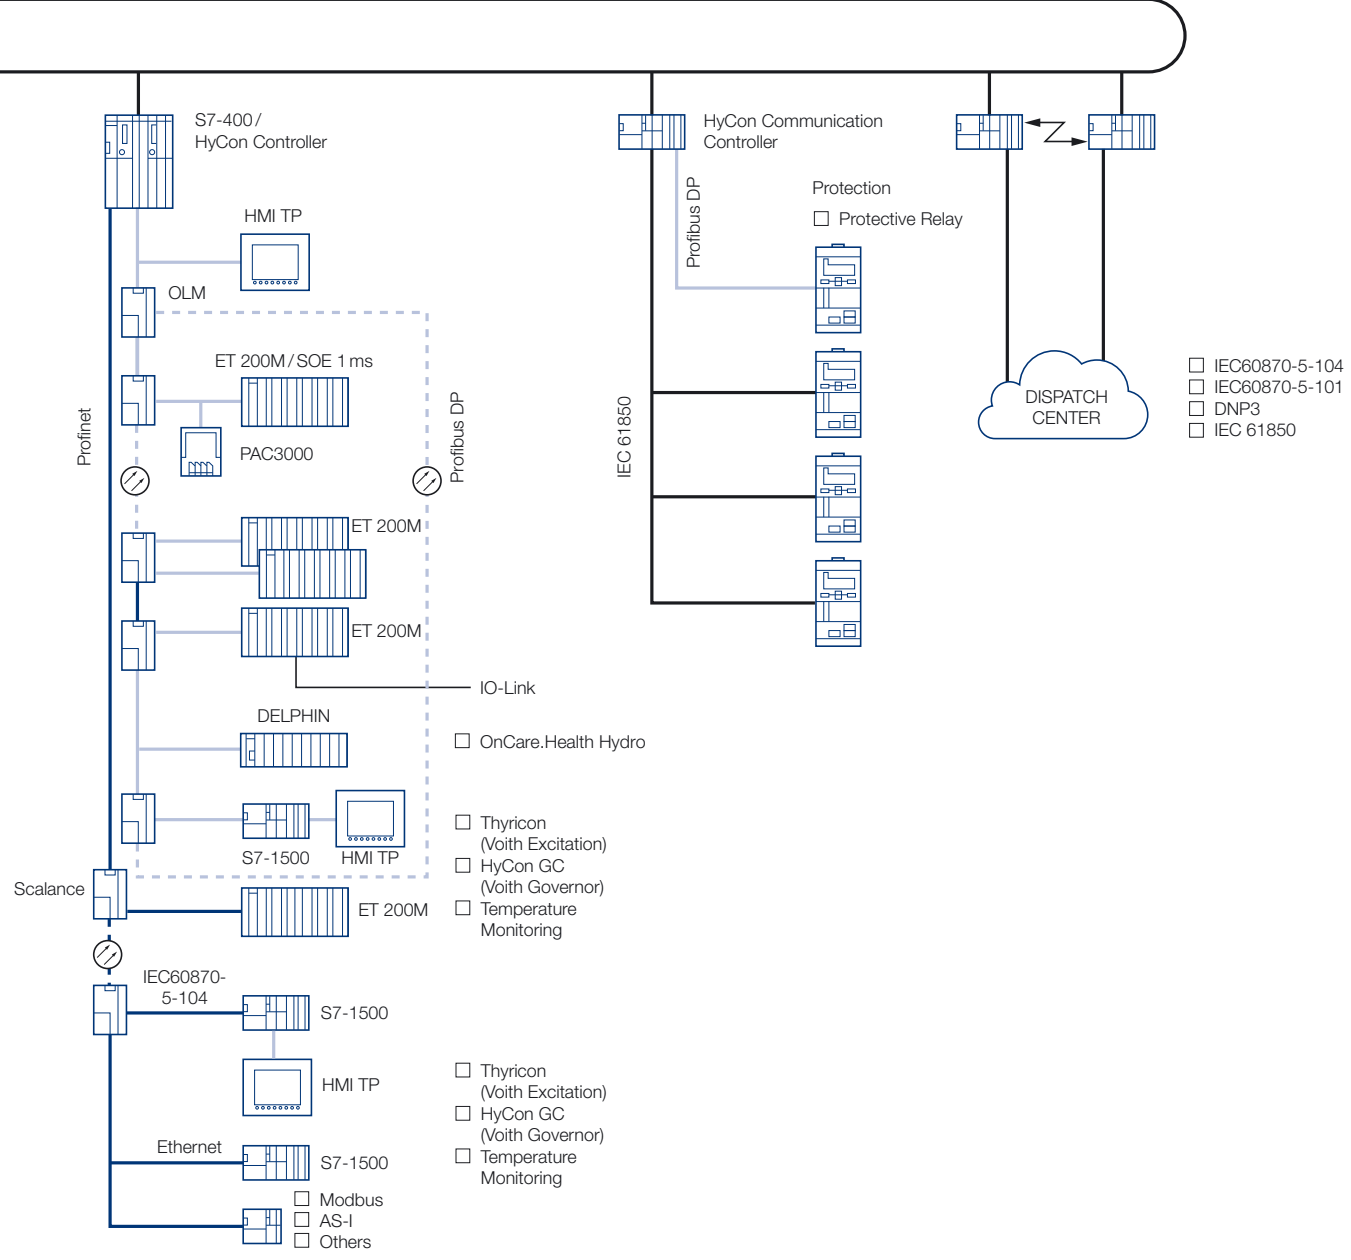 S7-400 /
HyCon Controller
HMI TP
OLM
ET 200M / SOE 1 ms
PAC3000
Profinet
Profibus DP
ET 200M
ET 200M
IO-Link
DELPHIN
OnCare.Health Hydro
S7-1500
HMI TP
Thyricon
(Voith Excitation)
HyCon GC
(Voith Governor)
Temperature
Monitoring
Scalance
ET 200M
IEC60870-
5-104
S7-1500
HMI TP
Thyricon
(Voith Excitation)
HyCon GC
(Voith Governor)
Temperature
Monitoring
Ethernet
S7-1500
Modbus
AS-I
Others
HyCon Communication
Controller
Profibus DP
IEC 61850
Protection
Protective Relay
DISPATCH
CENTER
IEC60870-5-104
IEC60870-5-101
DNP3
IEC 61850